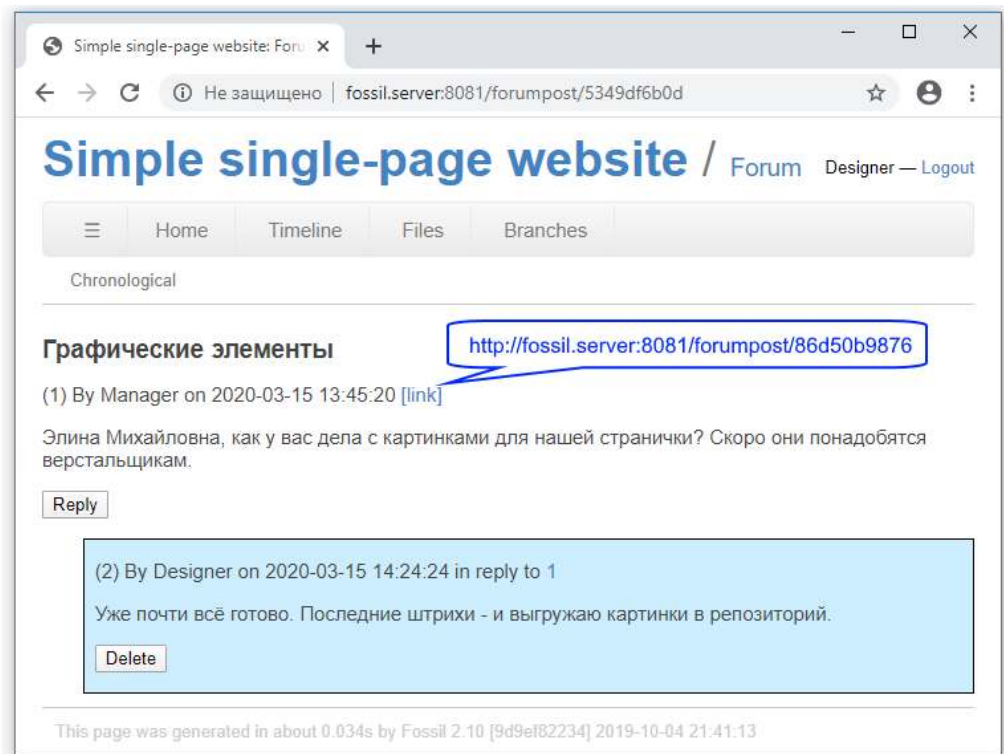 Simple single-page website: Foru
Не защищено | fossil.server:8081/forumpost/5349df6b0d
Simple single-page website / Forum Designer — Logout
☰ Home Timeline Files Branches
Chronological
http://fossil.server:8081/forumpost/86d50b9876
Графические элементы
(1) By Manager on 2020-03-15 13:45:20 [link]
Элина Михайловна, как у вас дела с картинками для нашей странички? Скоро они понадобятся
верстальщикам.
Reply
(2) By Designer on 2020-03-15 14:24:24 in reply to 1
Уже почти всё готово. Последние штрихи - и выгружаю картинки в репозиторий.
Delete
This page was generated in about 0.034s by Fossil 2.10 [9d9ef82234] 2019-10-04 21:41:13